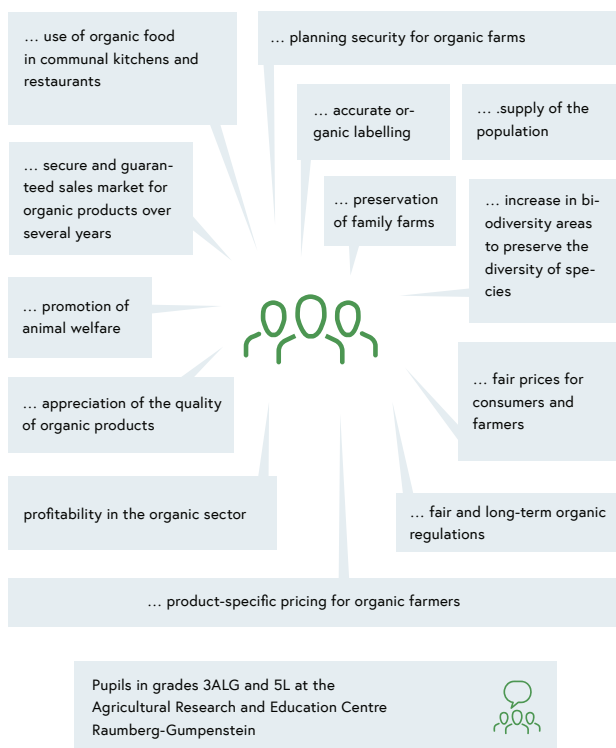 … use of organic food
in communal kitchens and
restaurants
… planning security for organic farms
… accurate or-
ganic labelling
… .supply of the
population
… secure and guaran-
teed sales market for
organic products over
several years
… preservation
of family farms
… increase in bi-
odiversity areas
to preserve the
diversity of spe-
cies
… promotion of
animal welfare
… fair prices for
consumers and
farmers
… appreciation of the quality
of organic products
profitability in the organic sector
… fair and long-term organic
regulations
… product-specific pricing for organic farmers
Pupils in grades 3ALG and 5L at the
Agricultural Research and Education Centre
Raumberg-Gumpenstein